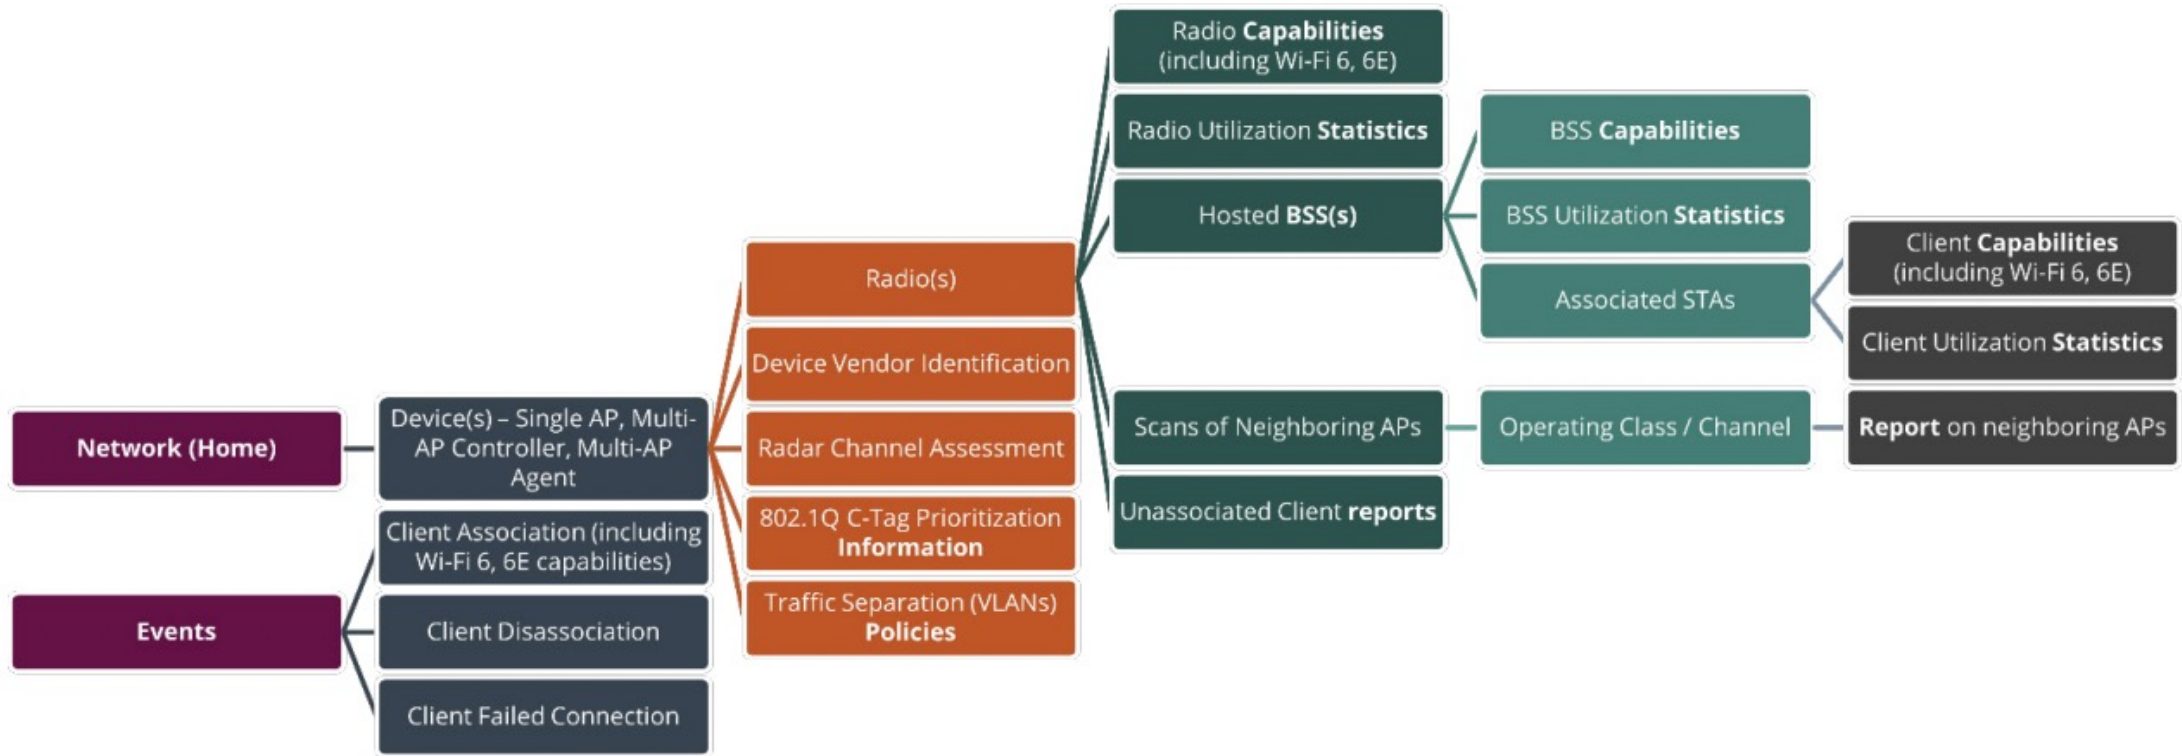 Network (Home)
Events
Device(s) – Single AP, Multi-
AP Controller, Multi-AP
Agent
Client Association (including
Wi-Fi 6, 6E capabilities)
Client Disassociation
Client Failed Connection
Radio(s)
Device Vendor Identification
Radar Channel Assessment
802.1Q C-Tag Prioritization
Information
Traffic Separation (VLANs)
Policies
Radio Capabilities
(including Wi-Fi 6, 6E)
Radio Utilization Statistics
Hosted BSS(s)
Scans of Neighboring APs
Unassociated Client reports
BSS Capabilities
BSS Utilization Statistics
Associated STAs
Operating Class / Channel
Client Capabilities
(including Wi-Fi 6, 6E)
Client Utilization Statistics
Report on neighboring APs